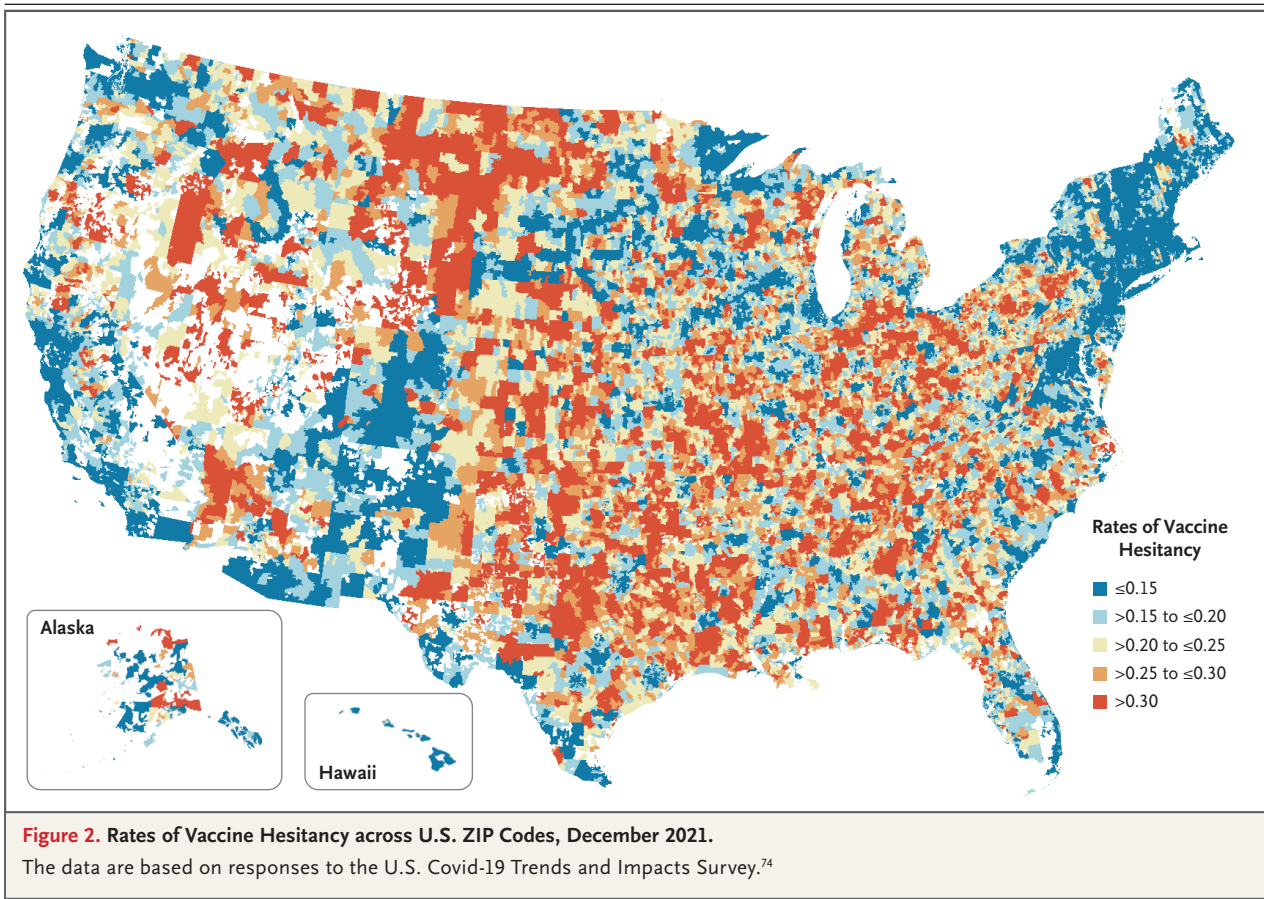 Rates of Vaccine
Hesitancy
≤0.15
>0.15 to ≤0.20
>0.20 to ≤0.25
>0.25 to ≤0.30
>0.30
Alaska
Hawaii
Figure 2. Rates of Vaccine Hesitancy across U.S. ZIP Codes, December 2021.
The data are based on responses to the U.S. Covid-19 Trends and Impacts Survey.74